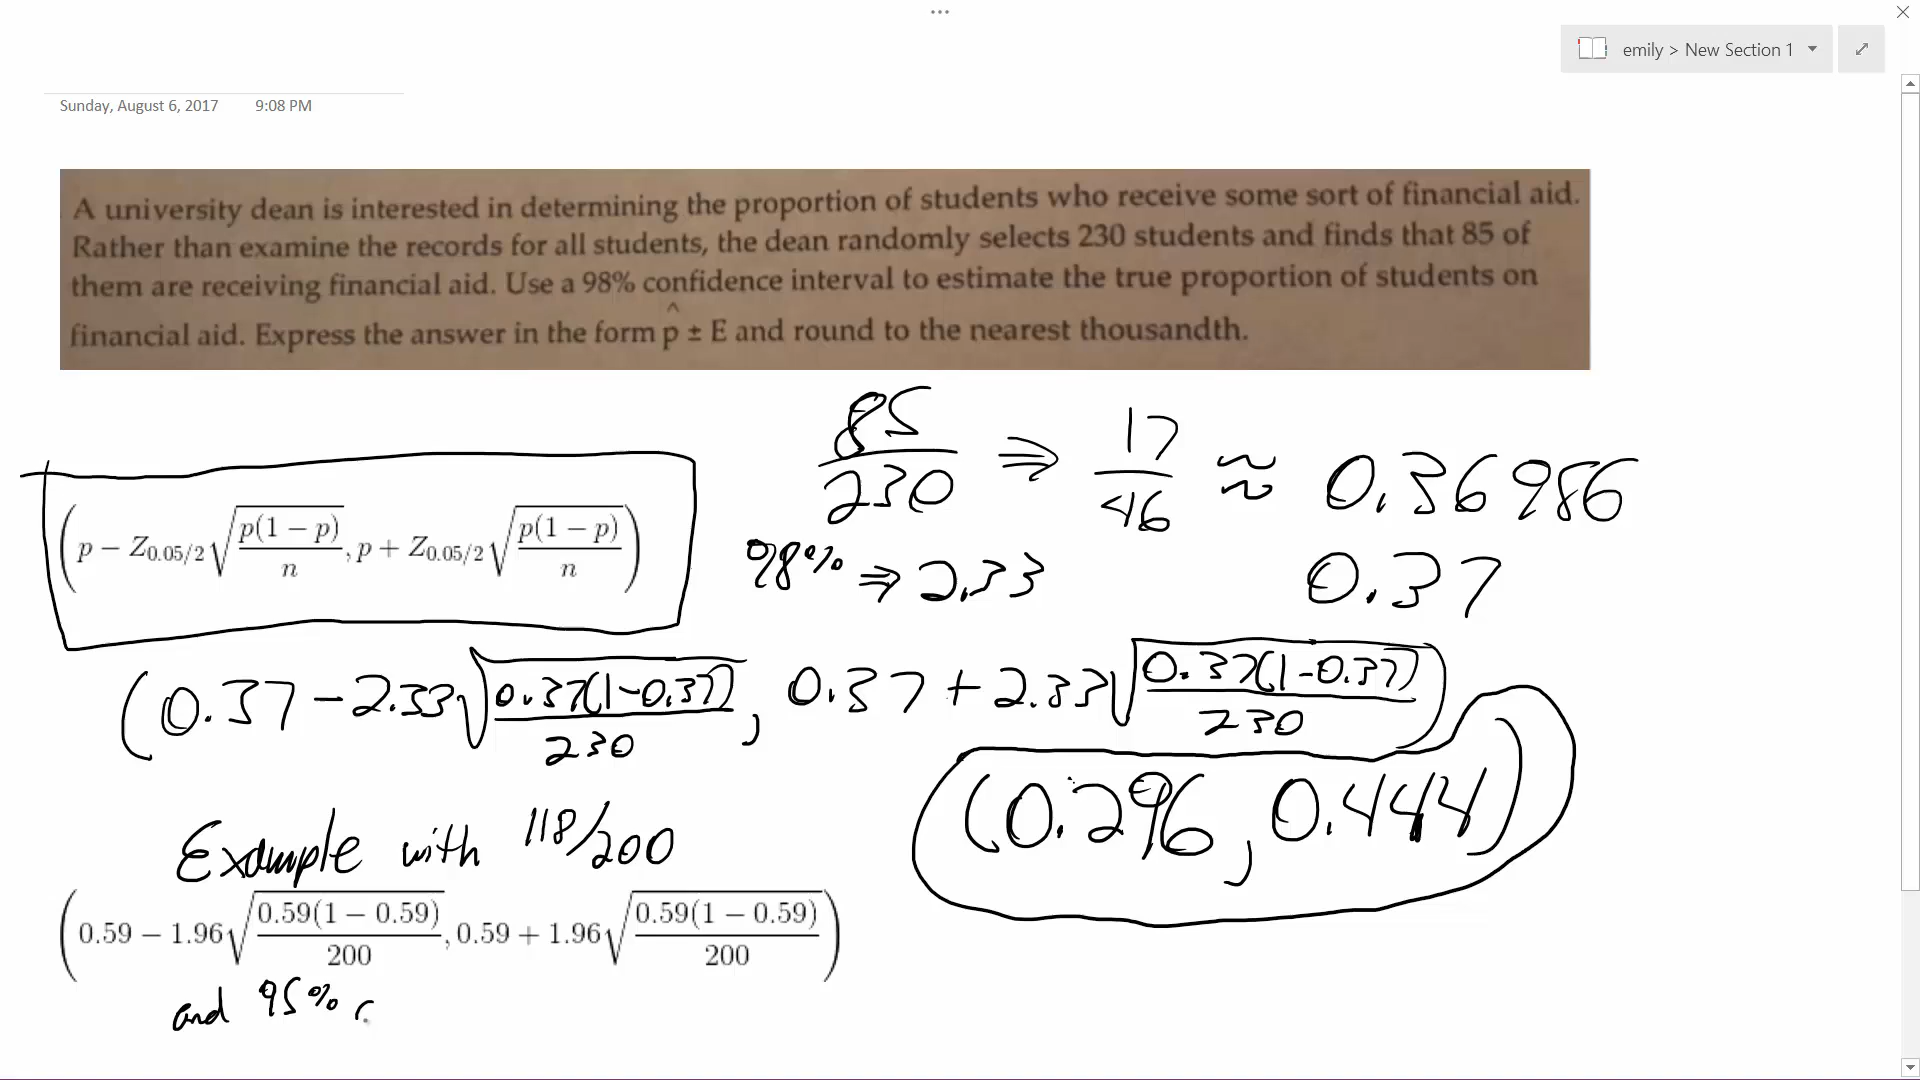 ...
emily > New Section 1
Sunday, August 6, 2017 9:08 PM
A university dean is interested in determining the proportion of students who receive some sort of financial aid.
Rather than examine the records for all students, the dean randomly selects 230 students and finds that 85 of
them are receiving financial aid. Use a 98% confidence interval to estimate the true proportion of students on
financial aid. Express the answer in the form p̂ ± E and round to the nearest thousandth.
85/230 ⇒ 17/46 ≈ 0.36986
(p − Z₀.₀₅/₂ √(p(1 − p)/n), p + Z₀.₀₅/₂ √(p(1 − p)/n))
98% ⇒ 2.33 0.37
(0.37 − 2.33√(0.37(1−0.37)/230), 0.37 + 2.33√(0.37(1−0.37)/230))
(0.296, 0.444)
Example with 118/200
(0.59 − 1.96√(0.59(1 − 0.59)/200), 0.59 + 1.96√(0.59(1 − 0.59)/200))
and 95% c